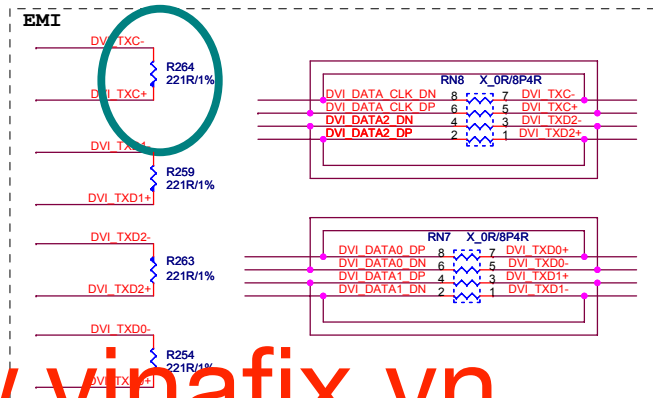 EMI
DVI_TXC-
R264
221R/1%
DVI_TXC+
R259
221R/1%
DVI_TXD1+
DVI_TXD2-
R263
221R/1%
DVI_TXD2+
DVI_TXD0-
R254
221R/1%
RN8 X_0R/8P4R
DVI_DATA_CLK_DN 8 7 DVI_TXC-
DVI_DATA_CLK_DP 6 5 DVI_TXC+
DVI_DATA2_DN 4 3 DVI_TXD2-
DVI_DATA2_DP 2 1 DVI_TXD2+
RN7 X_0R/8P4R
DVI_DATA0_DP 8 7 DVI_TXD0+
DVI_DATA0_DN 6 5 DVI_TXD0-
DVI_DATA1_DP 4 3 DVI_TXD1+
DVI_DATA1_DN 2 1 DVI_TXD1-
w.vinafix.vn